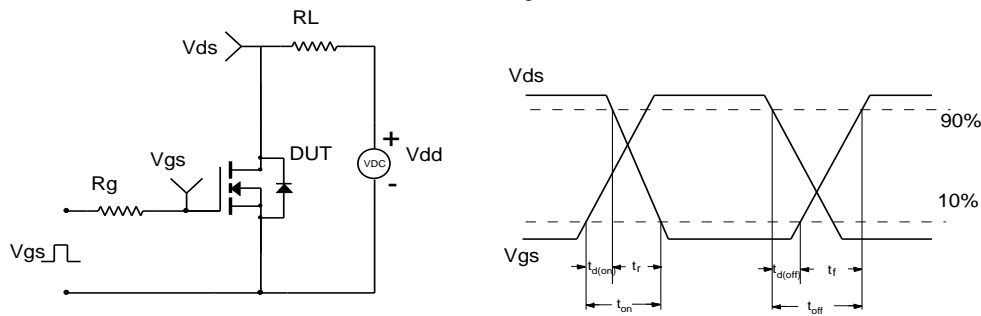 RL
Vds
Vgs
DUT
+
VDC
Vdd
-
Rg
Vgs
Vds
90%
10%
Vgs
td(on)
tr
td(off)
tf
ton
toff